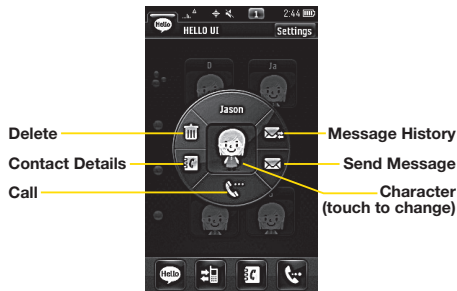 1 2:44
Hello HELLO UI Settings
D Ja
Jason
Delete Message History
Contact Details Send Message
Call Character
(touch to change)
Hello